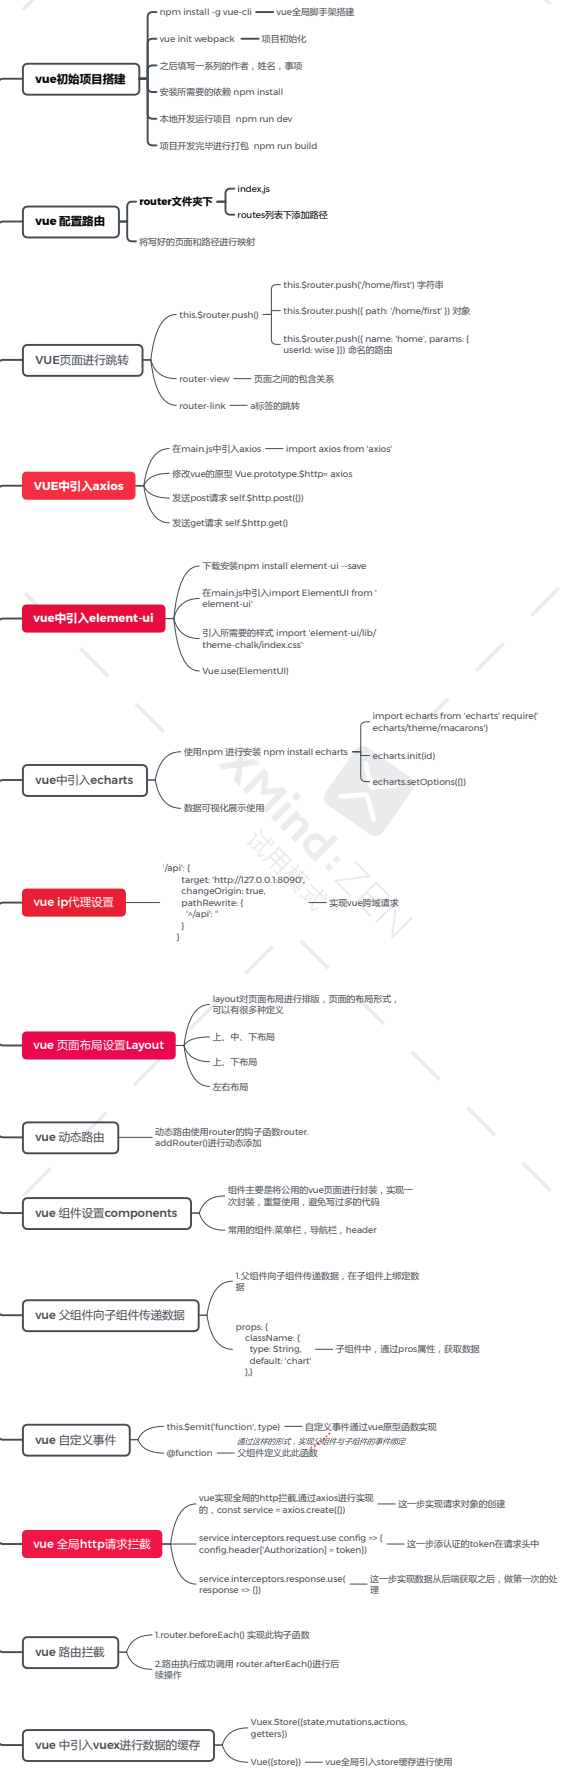 npm install -g vue-cli
vue全局脚手架搭建
vue init webpack
项目初始化
vue初始项目搭建
之后填写一系列的作者，姓名，事项
安装所需要的依赖 npm install
本地开发运行项目 npm run dev
项目开发完毕进行打包 npm run build
vue 配置路由
router文件夹下
index.js
routes列表下添加路径
将写好的页面和路径进行映射
VUE页面进行跳转
this.$router.push()
this.$router.push('/home/first') 字符串
this.$router.push({ path: '/home/first' }) 对象
this.$router.push({ name: 'home', params: {
userId: wise }}) 命名的路由
router-view
页面之间的包含关系
router-link
a标签的跳转
VUE中引入axios
在main.js中引入axios
import axios from 'axios'
修改vue的原型 Vue.prototype.$http= axios
发送post请求 self.$http.post({})
发送get请求 self.$http.get()
vue中引入element-ui
下载安装npm install element-ui --save
在main.js中引入import ElementUI from '
element-ui'
引入所需要的样式 import 'element-ui/lib/
theme-chalk/index.css'
Vue.use(ElementUI)
vue中引入echarts
使用npm 进行安装 npm install echarts
import echarts from 'echarts' require('
echarts/theme/macarons')
echarts.init(id)
echarts.setOptions({})
数据可视化展示使用
XMind: ZEN
试用模式
vue ip代理设置
'/api': {
target: 'http://127.0.0.1:8090',
changeOrigin: true,
pathRewrite: {
'^/api': ''
}
}
实现vue跨域请求
vue 页面布局设置Layout
layout对页面布局进行排版，页面的布局形式，
可以有很多种定义
上、中、下布局
上、下布局
左右布局
vue 动态路由
动态路由使用router的钩子函数router.
addRouter()进行动态添加
vue 组件设置components
组件主要是将公用的vue页面进行封装，实现一
次封装，重复使用，避免写过多的代码
常用的组件:菜单栏，导航栏，header
vue 父组件向子组件传递数据
1.父组件向子组件传递数据，在子组件上绑定数
据
props: {
className: {
type: String,
default: 'chart'
},}
子组件中，通过pros属性，获取数据
vue 自定义事件
this.$emit('function', type)
自定义事件通过vue原型函数实现
通过这样的形式，实现父组件与子组件的事件绑定
@function
父组件定义此此函数
vue 全局http请求拦截
vue实现全局的http拦截,通过axios进行实现
的，const service = axios.create({})
这一步实现请求对象的创建
service.interceptors.request.use config => {
config.header['Authorization] = token})
这一步添认证的token在请求头中
service.interceptors.response.use(
response => {})
这一步实现数据从后端获取之后，做第一次的处
理
vue 路由拦截
1.router.beforeEach() 实现此钩子函数
2.路由执行成功调用 router.afterEach()进行后
续操作
vue 中引入vuex进行数据的缓存
Vuex.Store({state,mutations,actions,
getters})
Vue({store})
vue全局引入store缓存进行使用